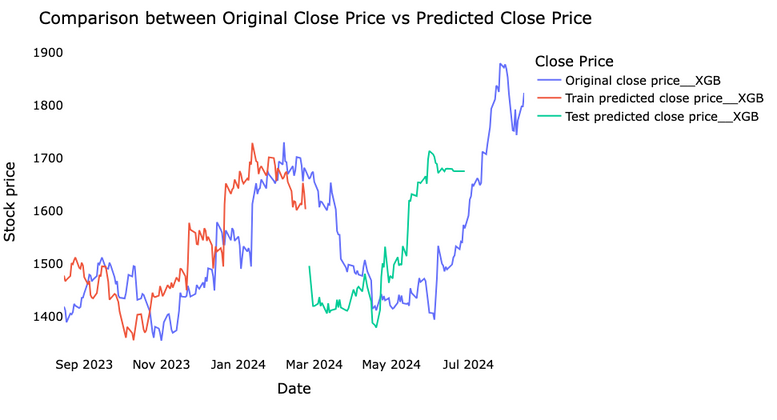 Comparison between Original Close Price vs Predicted Close Price
1900
1800
1700
1600
1500
1400
Stock price
Sep 2023
Nov 2023
Jan 2024
Mar 2024
May 2024
Jul 2024
Date
Close Price
Original close price__XGB
Train predicted close price__XGB
Test predicted close price__XGB